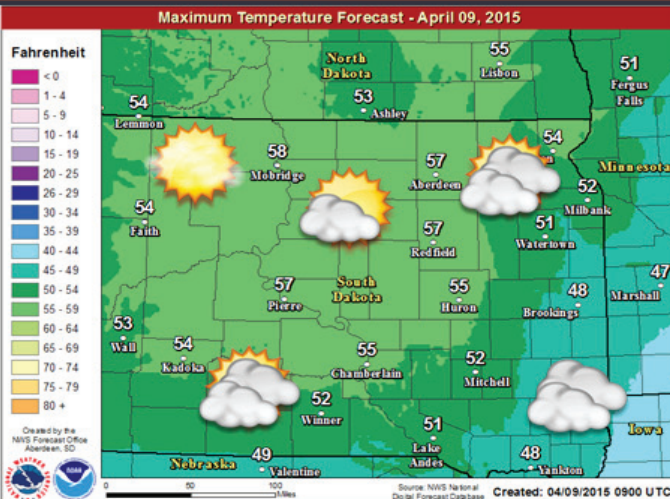 Maximum Temperature Forecast - April 09, 2015
Fahrenheit
< 0
1 - 4
5 - 9
10 - 14
15 - 19
20 - 25
26 - 29
30 - 34
35 - 39
40 - 44
45 - 49
50 - 54
55 - 59
60 - 64
65 - 69
70 - 74
75 - 79
80 +
Created by the
NWS Forecast Office
Aberdeen, SD
North
Dakota
55
Lisbon
51
Fergus
Falls
54
Lemmon
53
Ashley
58
Mobridge
57
Aberdeen
54
n
Minnesota
52
Milbank
54
Faith
57
Redfield
51
Watertown
57
Pierre
South
Dakota
55
Huron
48
Brookings
47
Marshall
53
Wall
54
Kadoka
55
Chamberlain
52
Mitchell
52
Winner
51
Lake
Andes
Iowa
Nebraska
49
Valentine
48
Yankton
0 50 100
Miles
Source: NWS National
Digital Forecast Database
Created: 04/09/2015 0900 UTC
NOAA